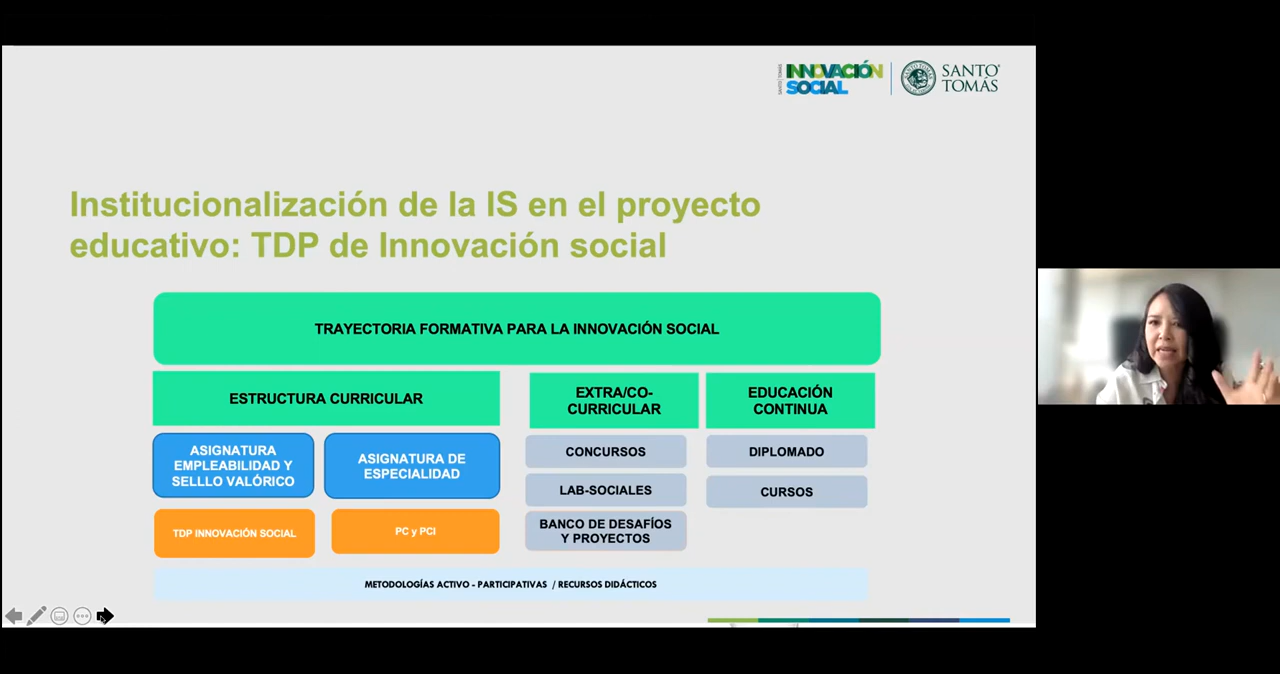 INNOVACIÓN
SOCIAL
SANTO
TOMÁS
Institucionalización de la IS en el proyecto
educativo: TDP de Innovación social
TRAYECTORIA FORMATIVA PARA LA INNOVACIÓN SOCIAL
ESTRUCTURA CURRICULAR
EXTRA/CO-
CURRICULAR
EDUCACIÓN
CONTINUA
ASIGNATURA
EMPLEABILIDAD Y
SELLLO VALÓRICO
ASIGNATURA DE
ESPECIALIDAD
CONCURSOS
DIPLOMADO
LAB-SOCIALES
CURSOS
TDP INNOVACIÓN SOCIAL
PC y PCI
BANCO DE DESAFÍOS
Y PROYECTOS
METODOLOGÍAS ACTIVO - PARTICIPATIVAS / RECURSOS DIDÁCTICOS